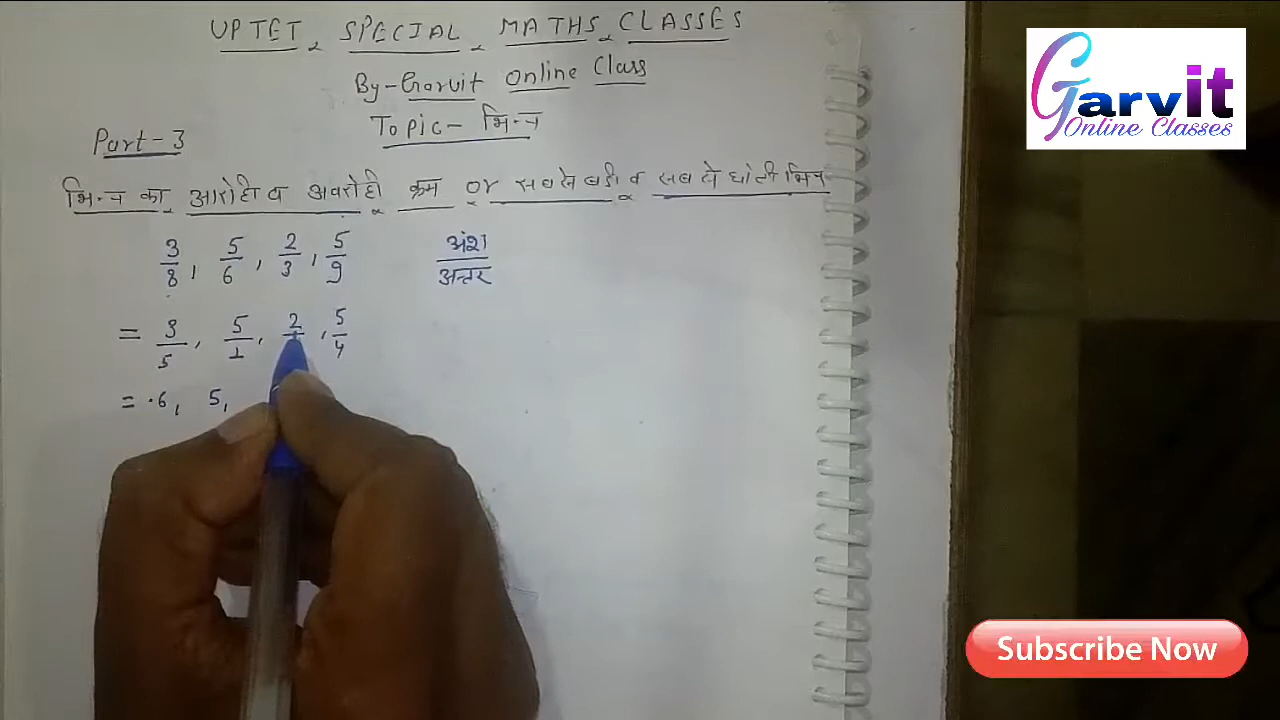 UPTET SPECIAL MATHS CLASSES
By-Garvit Online Class
Topic- भिन्न
Part-3
भिन्न का आरोही व अवरोही क्रम or सबसे बड़ी व सबसे छोटी भिन्न
3/8, 5/6, 2/3, 5/9
अंश/अन्तर
= 3/5, 5/1, 2/1, 5/4
= .6, 5,
Garvit
Online Classes
Subscribe Now